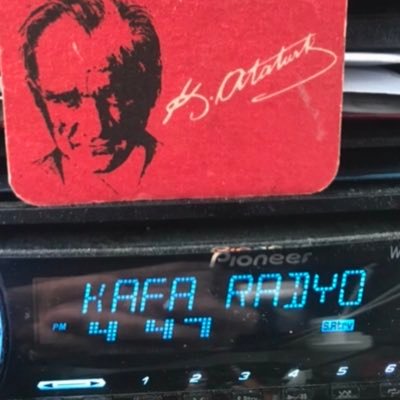 K. Atatürk
Pioneer
KAFA RADYO
PM 4 47
1 2 3 4 5 6